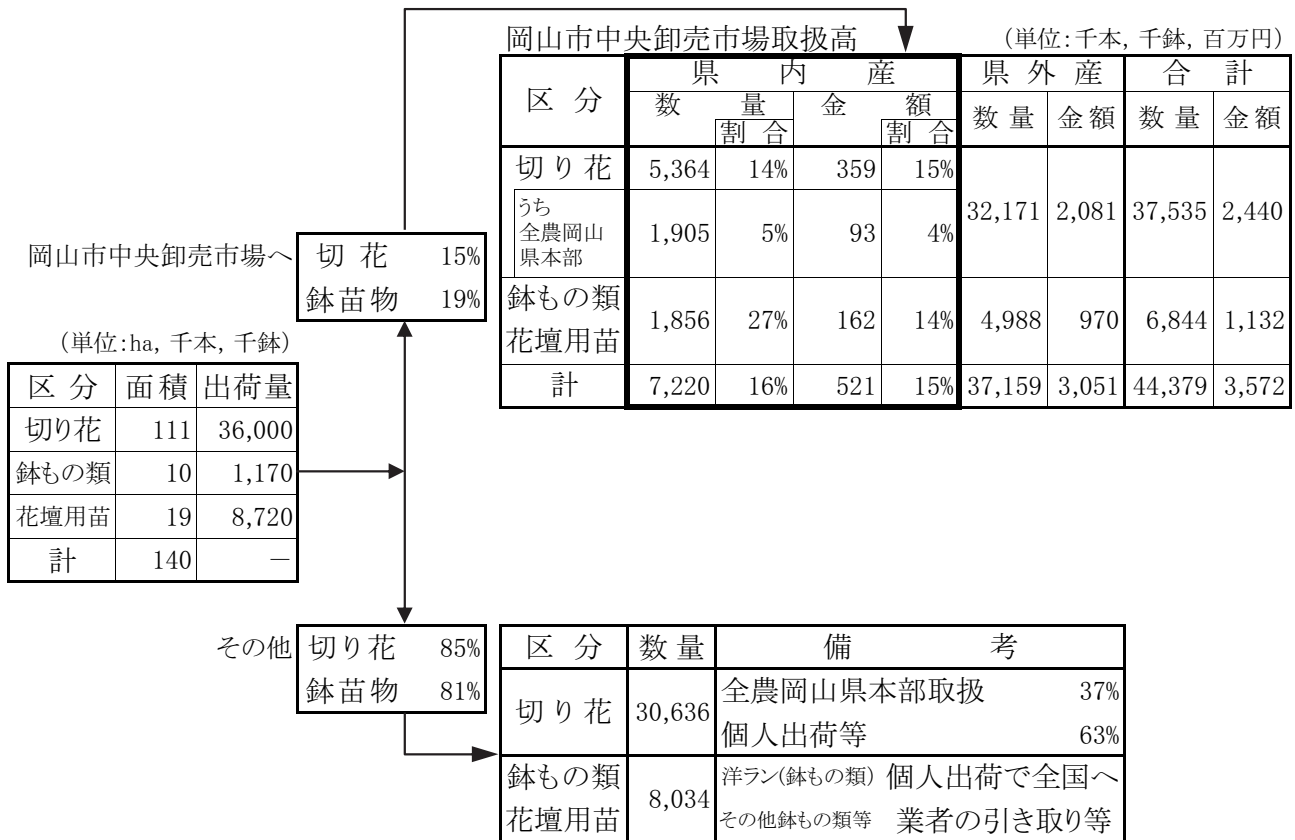 岡山市中央卸売市場取扱高 (単位:千本, 千鉢, 百万円)
区分 県内産 県外産 合計
数量 金額 数量 金額 数量 金額
割合 割合
切り花 5,364 14% 359 15% 32,171 2,081 37,535 2,440
うち
全農岡山
県本部
1,905 5% 93 4%
鉢もの類
花壇用苗
1,856 27% 162 14% 4,988 970 6,844 1,132
計 7,220 16% 521 15% 37,159 3,051 44,379 3,572
岡山市中央卸売市場へ 切花 15%
鉢苗物 19%
(単位:ha, 千本, 千鉢)
区分 面積 出荷量
切り花 111 36,000
鉢もの類 10 1,170
花壇用苗 19 8,720
計 140 −
その他 切り花 85%
鉢苗物 81%
区分 数量 備考
切り花 30,636 全農岡山県本部取扱 37%
個人出荷等 63%
鉢もの類
花壇用苗
8,034
洋ラン(鉢もの類) 個人出荷で全国へ
その他鉢もの類等 業者の引き取り等